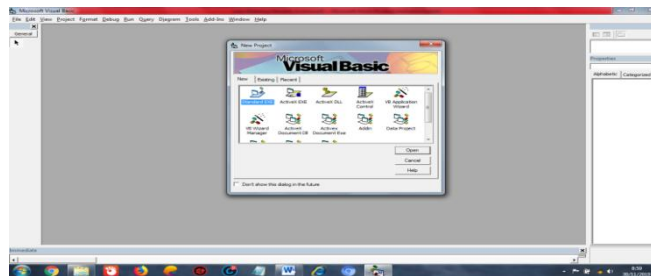 Microsoft Visual Basic
File Edit View Project Format Debug Run Query Diagram Tools Add-Ins Window Help
General
New Project
Microsoft
Visual Basic
New Existing Recent
Standard EXE ActiveX EXE ActiveX DLL ActiveX Control VB Application Wizard
VB Wizard Manager ActiveX Document Dll Activex Document Exe Addin Data Project
Open
Cancel
Help
Don't show this dialog in the future
Properties
Alphabetic Categorized
Immediate